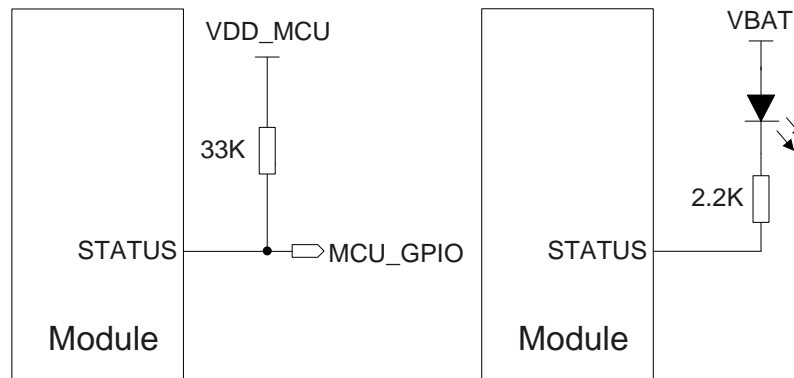 VDD_MCU
33K
STATUS
MCU_GPIO
Module
VBAT
2.2K
STATUS
Module